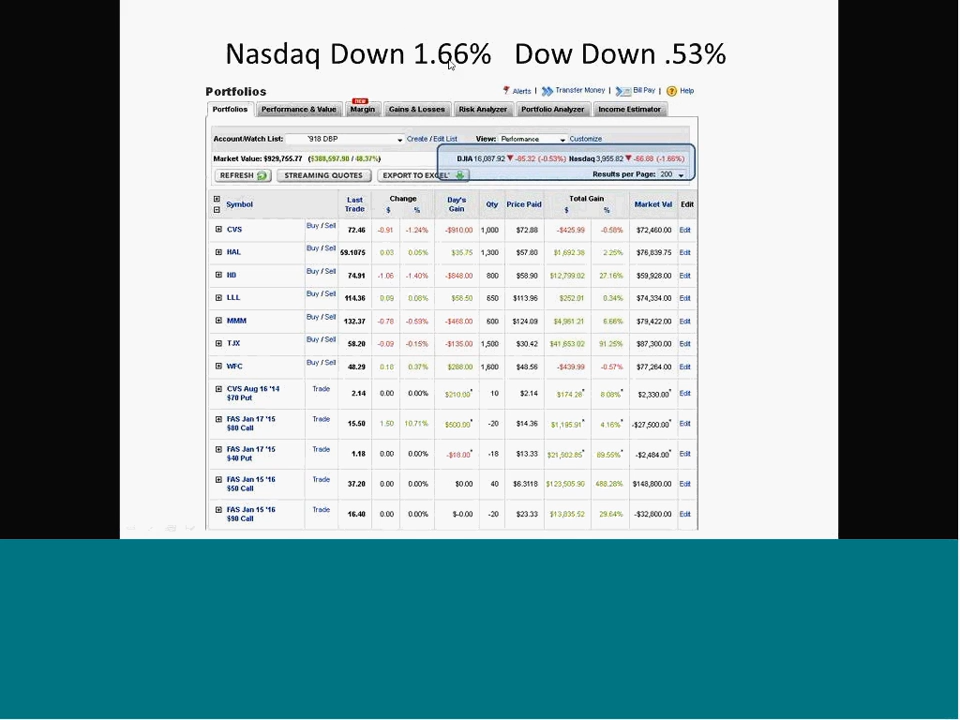 Nasdaq Down 1.66% Dow Down .53%
Portfolios
Alerts | Transfer Money | Bill Pay | ? Help
NEW
Portfolios Performance & Value Margin Gains & Losses Risk Analyzer Portfolio Analyzer Income Estimator
Account/Watch List: '918 DBP Create / Edit List View: Performance Customize
Market Value: $929,755.77 ($300,597.90 / 48.37%) DJIA 16,087.92 ▼ -85.32 (-0.53%) Nasdaq 3,955.82 ▼ -66.68 (-1.66%)
REFRESH STREAMING QUOTES EXPORT TO EXCEL Results per Page: 200
Symbol Last Trade Change $ % Day's Gain Qty Price Paid Total Gain $ % Market Val Edit
CVS Buy / Sell 72.46 -0.91 -1.24% -$910.00 1,000 $72.88 -$425.99 -0.58% $72,460.00 Edit
HAL Buy / Sell 59.1075 0.03 0.05% $35.75 1,300 $57.80 $1,692.38 2.25% $76,839.75 Edit
HD Buy / Sell 74.91 -1.06 -1.40% -$848.00 800 $58.90 $12,799.02 27.16% $59,928.00 Edit
LLL Buy / Sell 114.36 0.09 0.08% $58.50 650 $113.96 $252.91 0.34% $74,334.00 Edit
MMM Buy / Sell 132.37 -0.78 -0.59% -$468.00 600 $124.09 $4,961.21 6.66% $79,422.00 Edit
TJX Buy / Sell 58.20 -0.09 -0.15% -$135.00 1,500 $30.42 $41,653.02 91.25% $87,300.00 Edit
WFC Buy / Sell 48.29 0.18 0.37% $288.00 1,600 $48.56 -$439.99 -0.57% $77,264.00 Edit
CVS Aug 16 '14 $70 Put Trade 2.14 0.00 0.00% $210.00* 10 $2.14 $174.28* 8.08% $2,330.00* Edit
FAS Jan 17 '15 $80 Call Trade 15.50 1.50 10.71% $500.00* -20 $14.36 $1,195.91* 4.16%* -$27,500.00* Edit
FAS Jan 17 '15 $40 Put Trade 1.18 0.00 0.00% -$18.00* -18 $13.33 $21,502.85* 89.55%* -$2,484.00* Edit
FAS Jan 15 '16 $50 Call Trade 37.20 0.00 0.00% $0.00 40 $6.3118 $123,505.90 488.28% $148,800.00 Edit
FAS Jan 15 '16 $90 Call Trade 16.40 0.00 0.00% $-0.00 -20 $23.33 $13,835.52 29.64% -$32,800.00 Edit